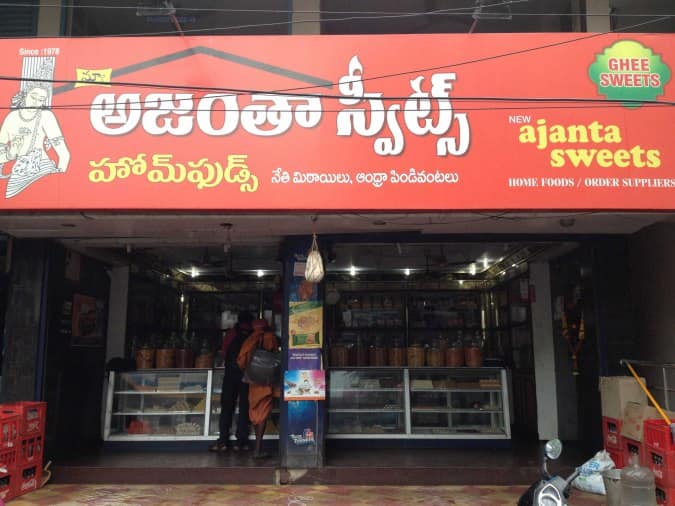 Since :1978
న్యూ
అజంతా స్వీట్స్
హోమ్‌ఫుడ్స్ నేతి మిఠాయిలు, ఆంధ్రా పిండివంటలు
GHEE
SWEETS
NEW
ajanta
sweets
HOME FOODS / ORDER SUPPLIERS